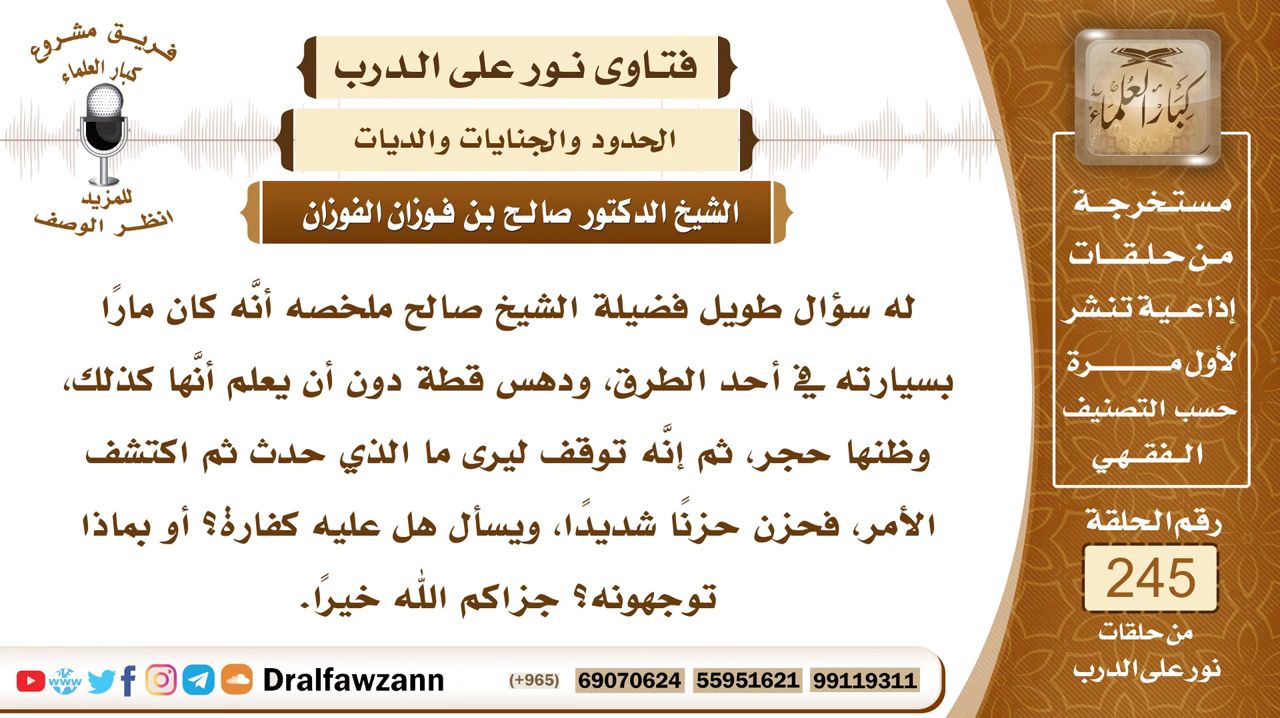 فريق مشروع
كبار العلماء
للمزيد
انظر الوصف
فتاوى نور على الدرب
الحدود والجنايات والديات
الشيخ الدكتور صالح بن فوزان الفوزان
له سؤال طويل فضيلة الشيخ صالح ملخصه أنَّه كان مارًا
بسيارته في أحد الطرق، ودهس قطة دون أن يعلم أنَّها كذلك،
وظنها حجر، ثم إنَّه توقف ليرى ما الذي حدث ثم اكتشف
الأمر، فحزن حزنًا شديدًا، ويسأل هل عليه كفارة؟ أو بماذا
توجهونه؟ جزاكم الله خيرًا.
كبار العلماء
مستخرجة
من حلقات
إذاعية تنشر
لأول مرة
حسب التصنيف
الفقهي
رقم الحلقة
245
من حلقات
نور على الدرب
www
Dralfawzann
(+965) 69070624 55951621 99119311